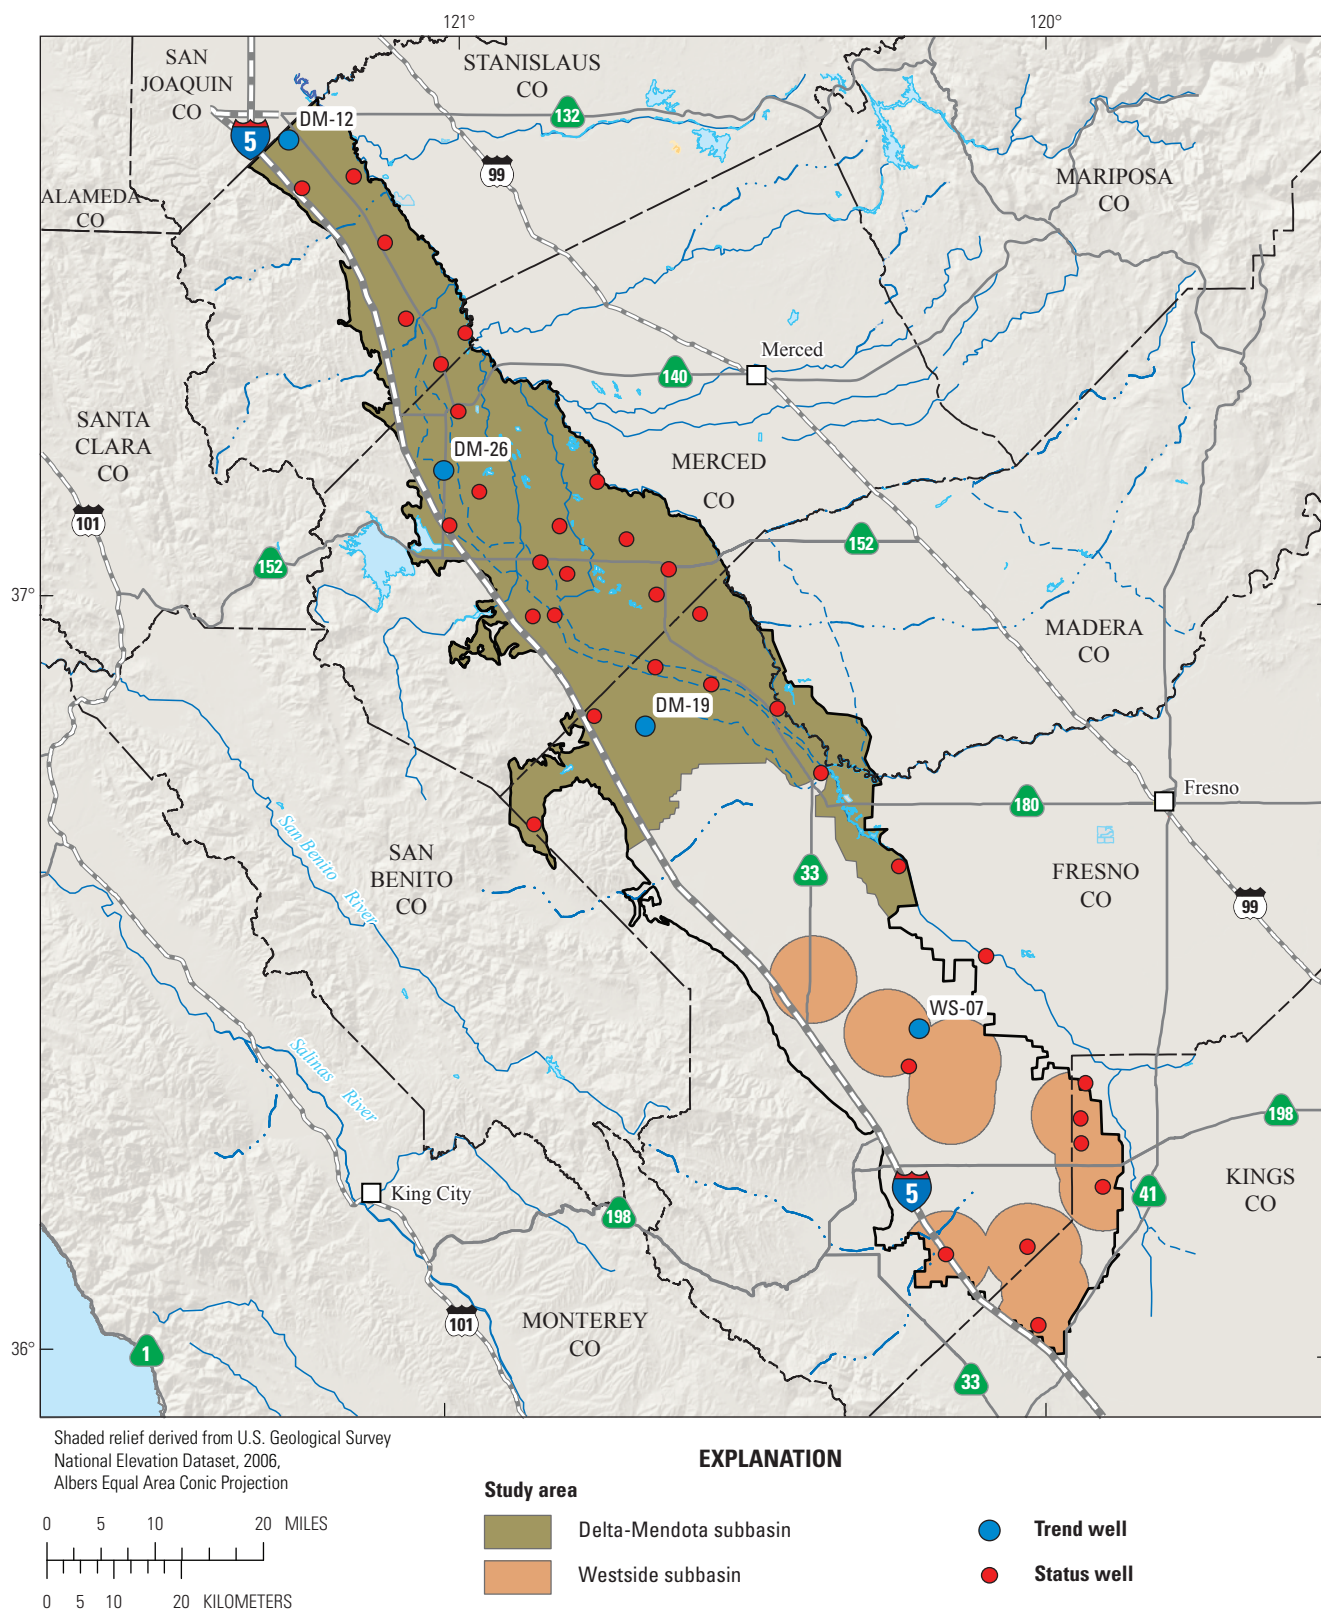 121°
120°
SAN
JOAQUIN
CO
STANISLAUS
CO
132
DM-12
5
99
MARIPOSA
CO
ALAMEDA
CO
Merced
140
SANTA
CLARA
CO
DM-26
MERCED
CO
101
152
152
37°
MADERA
CO
DM-19
Fresno
180
San Benito River
SAN
BENITO
CO
33
FRESNO
CO
99
WS-07
Salinas River
198
5
King City
198
41
KINGS
CO
101
MONTEREY
CO
36°
1
33
Shaded relief derived from U.S. Geological Survey
National Elevation Dataset, 2006,
Albers Equal Area Conic Projection
0 5 10 20 MILES
0 5 10 20 KILOMETERS
EXPLANATION
Study area
Delta-Mendota subbasin
Westside subbasin
Trend well
Status well